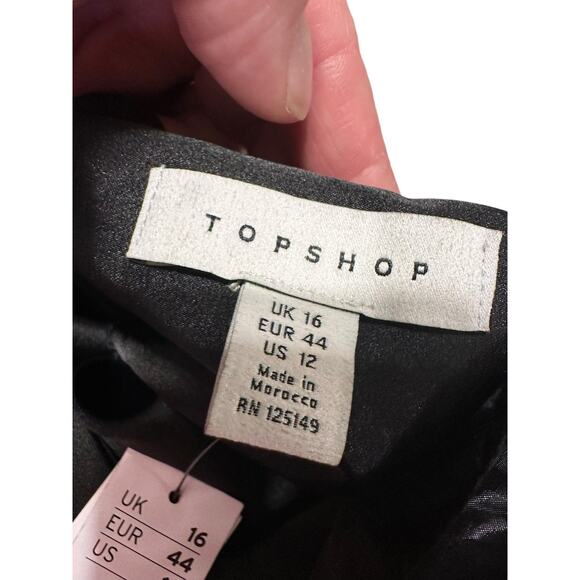 TOPSHOP
UK 16
EUR 44
US 12
Made in
Morocco
RN 125149
UK 16
EUR 44
US